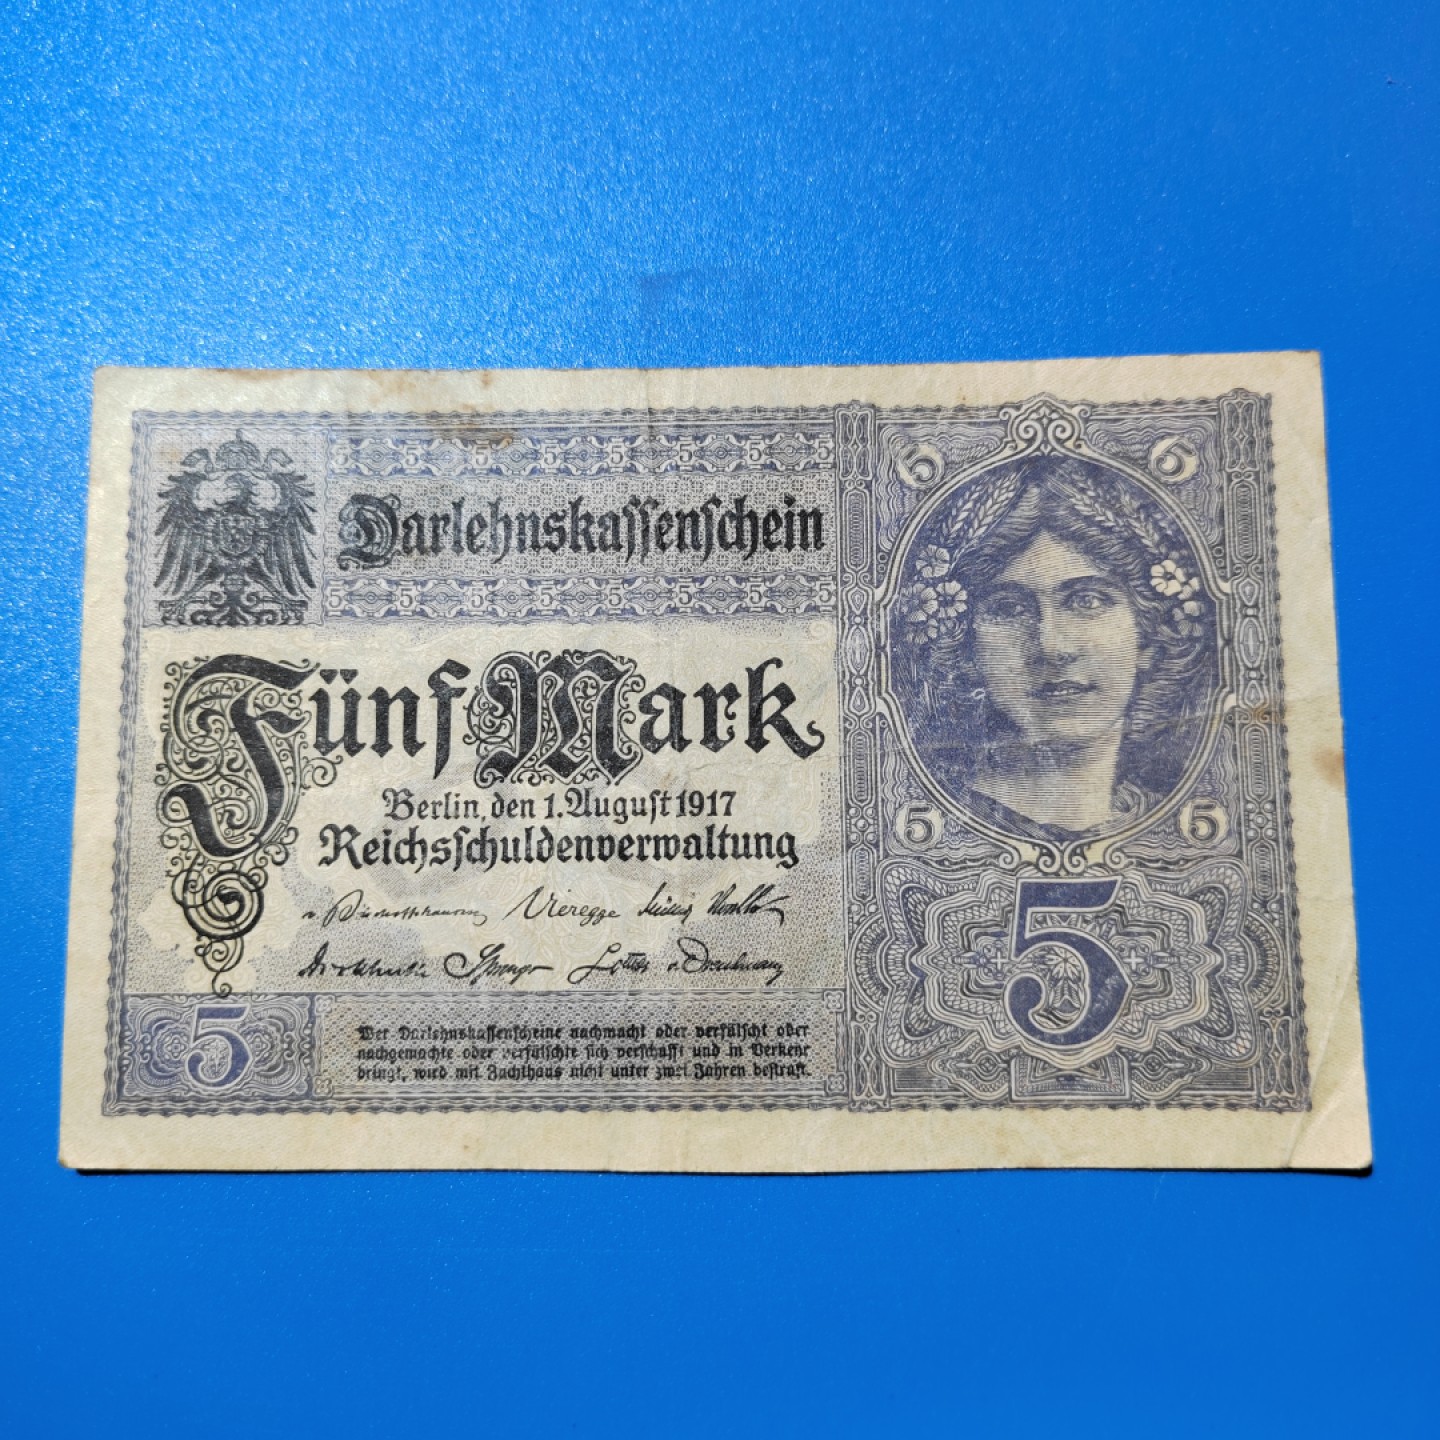 5 5 5 5 5 5 5 5
Darlehnskassenschein
5 5 5 5 5 5 5 5
Fünf Mark
Berlin, den 1. August 1917
Reichsschuldenverwaltung
Vieregge
Springer
5
Wer Darlehnskassenscheine nachmacht oder verfälscht oder
nachgemachte oder verfälschte sich verschafft und in Verkehr
bringt, wird mit Zuchthaus nicht unter zwei Jahren bestraft.
5 5
5 5
5